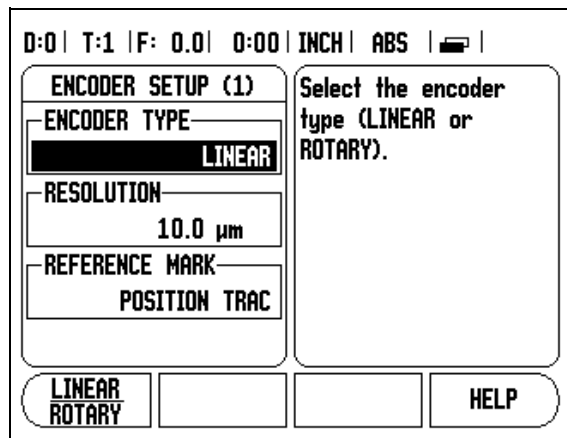 D:0 | T:1 | F: 0.0 | 0:00 | INCH | ABS | |
ENCODER SETUP (1)
ENCODER TYPE
LINEAR
RESOLUTION
10.0 µm
REFERENCE MARK
POSITION TRAC
Select the encoder
type (LINEAR or
ROTARY).
LINEAR
ROTARY
HELP